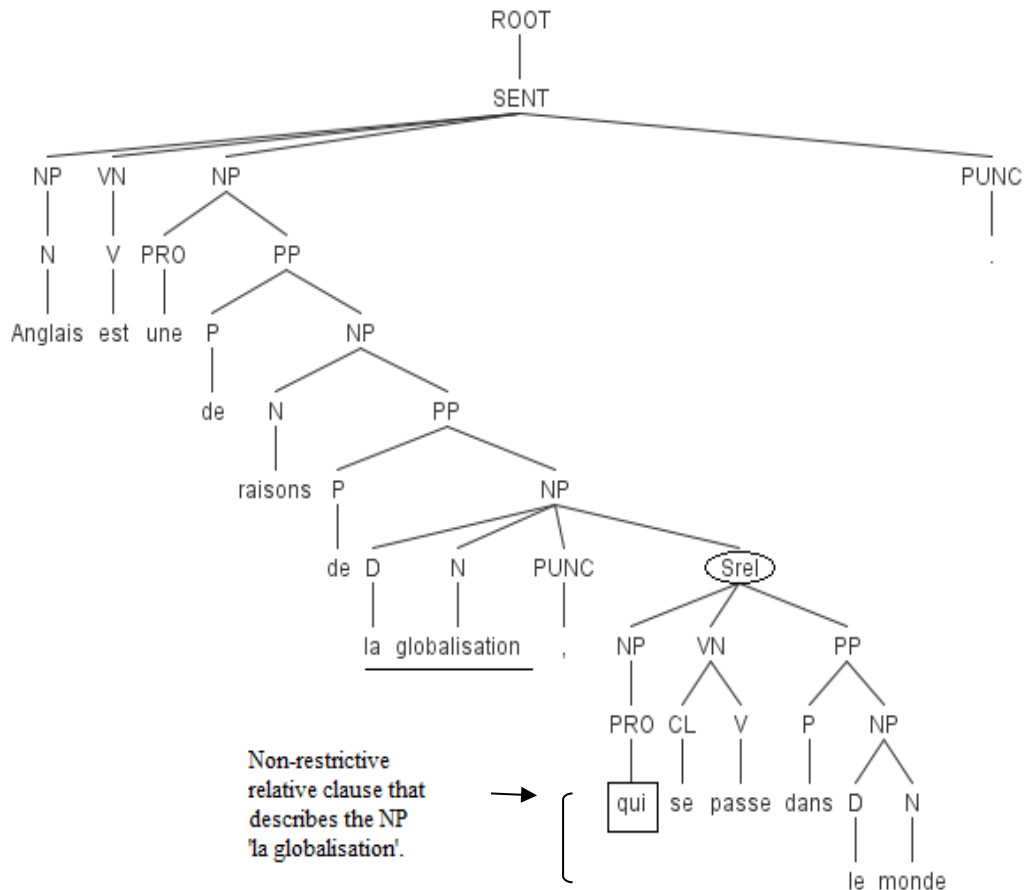 ROOT
SENT
NP VN NP PUNC
N V PRO PP .
Anglais est une P NP
de N PP
raisons P NP
de D N PUNC Srel
la globalisation , NP VN PP
PRO CL V P NP
Non-restrictive
relative clause that
describes the NP
'la globalisation'.
qui se passe dans D N
le monde